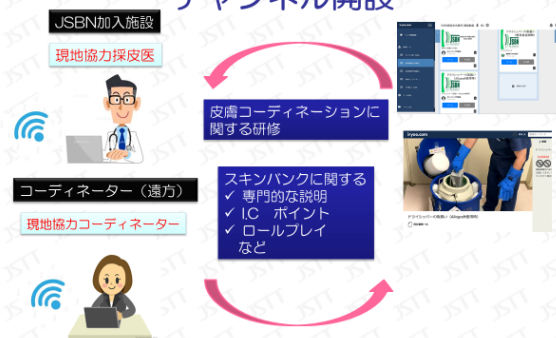 チャンネル開設
JSBN加入施設
現地協力採皮医
皮膚コーディネーションに
関する研修
コーディネーター（遠方）
現地協力コーディネーター
スキンバンクに関する
✓ 専門的な説明
✓ I.C ポイント
✓ ロールプレイ
など